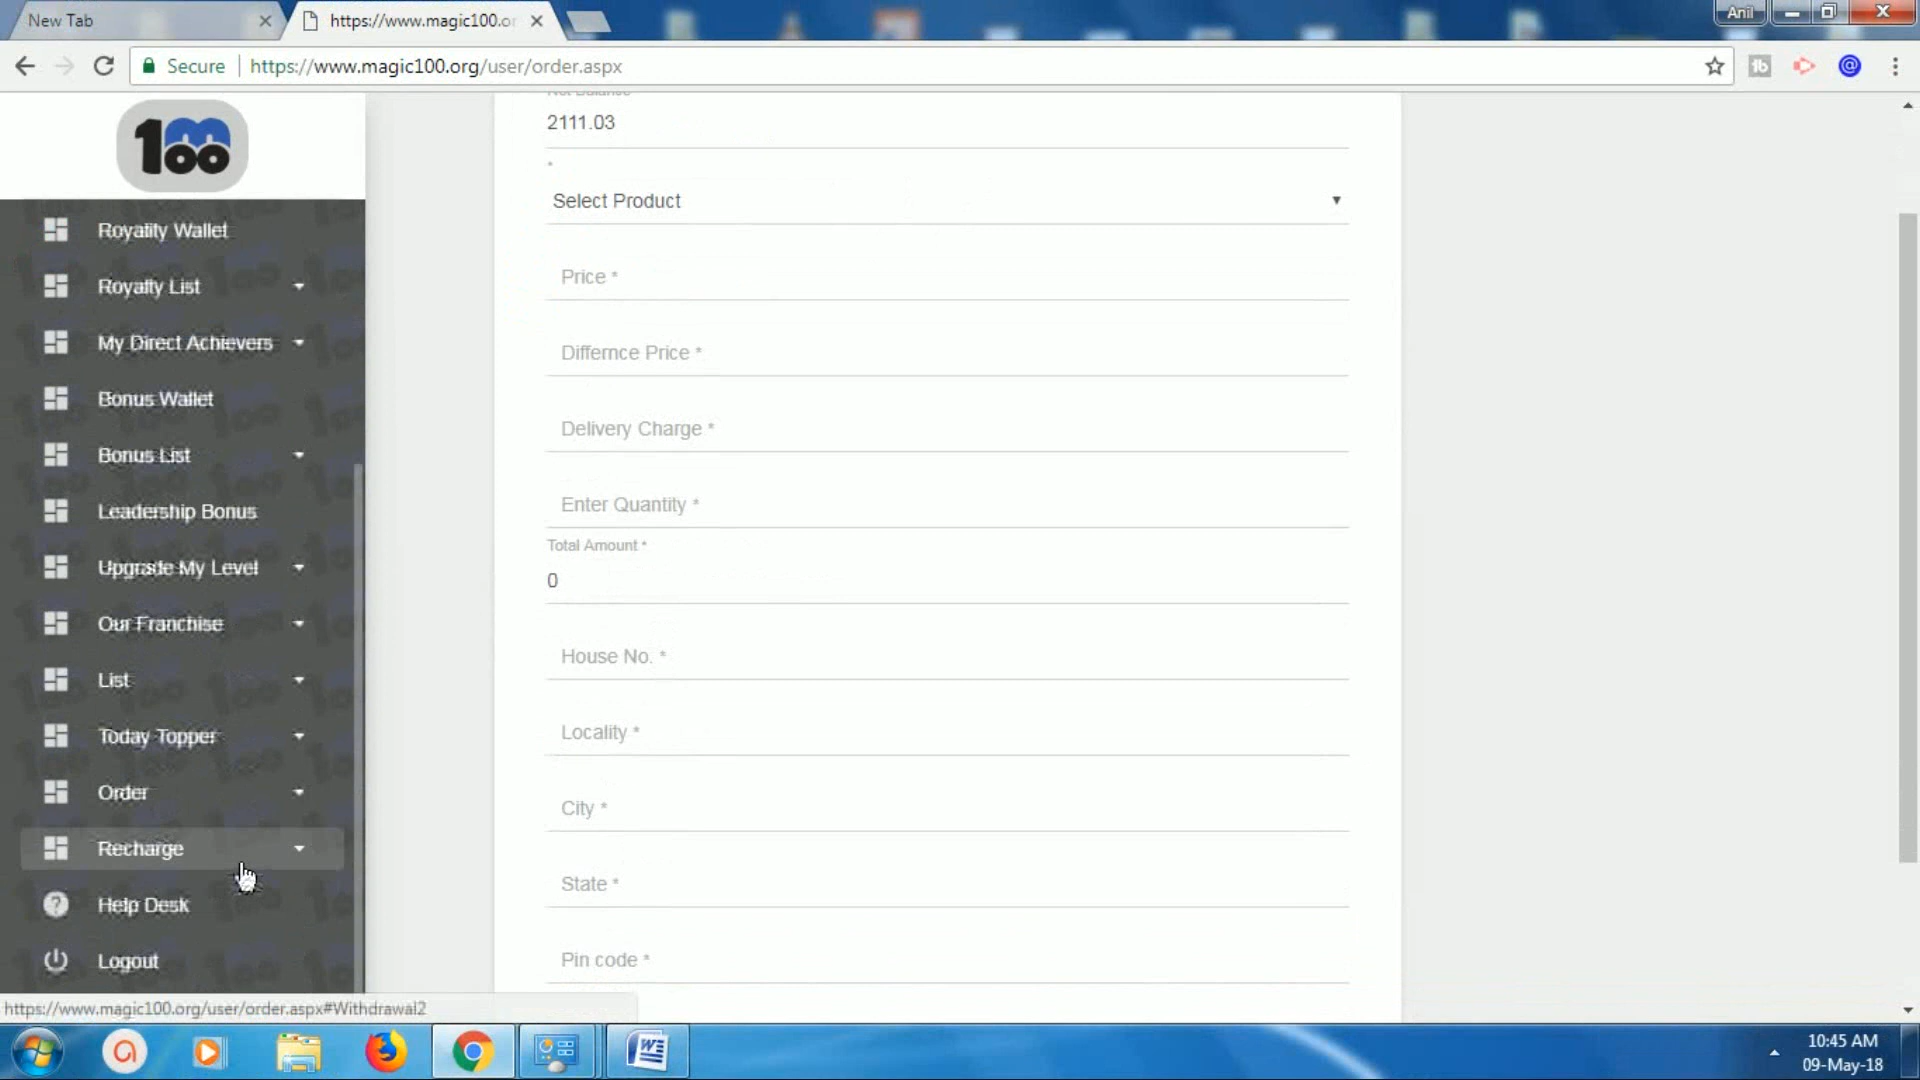 New Tab
https://www.magic100.or
Anil
Secure
https://www.magic100.org/user/order.aspx
100
Net Balance
2111.03
*
Select Product
Price *
Differnce Price *
Delivery Charge *
Enter Quantity *
Total Amount *
0
House No. *
Locality *
City *
State *
Pin code *
Royality Wallet
Royalty List
My Direct Achievers
Bonus Wallet
Bonus List
Leadership Bonus
Upgrade My Level
Our Franchise
List
Today Topper
Order
Recharge
Help Desk
Logout
https://www.magic100.org/user/order.aspx#Withdrawal2
10:45 AM
09-May-18